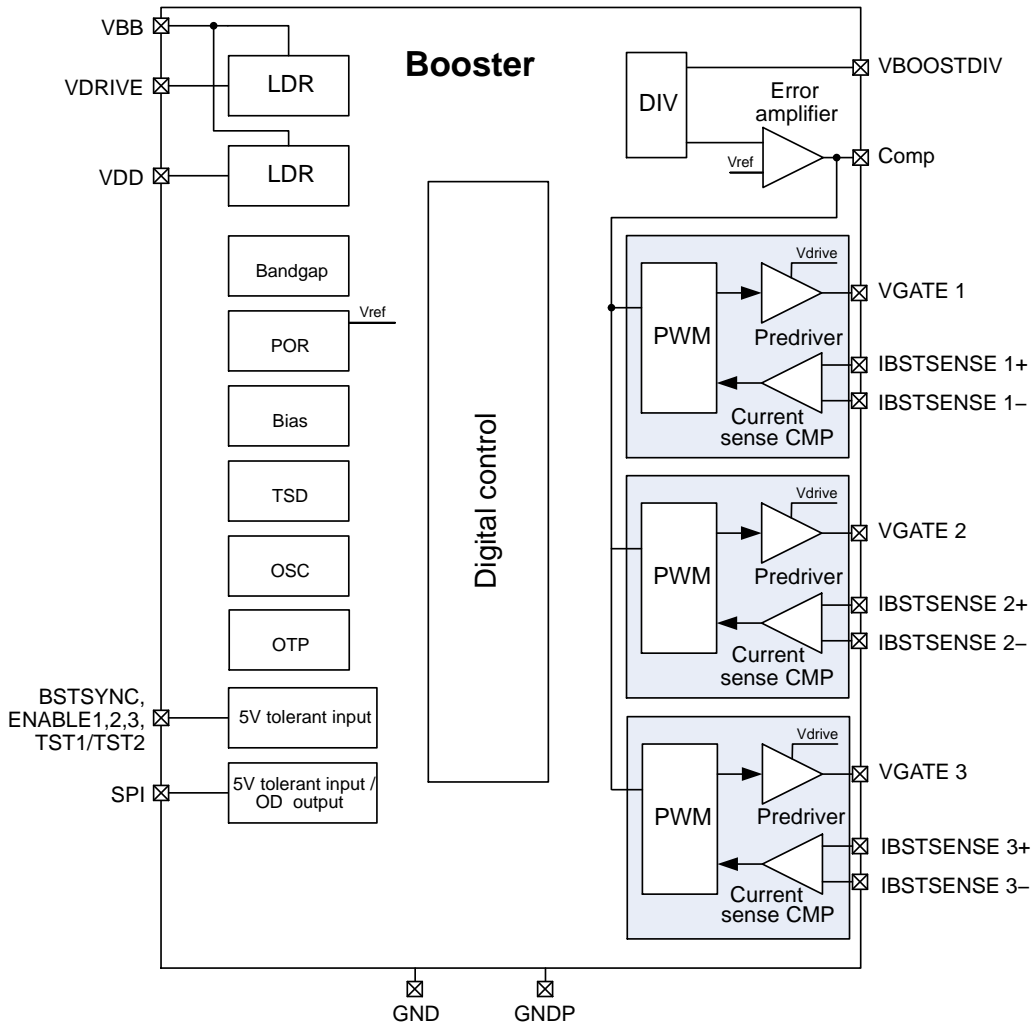 Booster
VBB
VDRIVE
VDD
LDR
LDR
Bandgap
POR
Vref
Bias
TSD
OSC
OTP
BSTSYNC,
ENABLE1,2,3,
TST1/TST2
5V tolerant input
SPI
5V tolerant input /
OD output
Digital control
DIV
Error
amplifier
Vref
VBOOSTDIV
Comp
PWM
Vdrive
Predriver
Current
sense CMP
VGATE 1
IBSTSENSE 1+
IBSTSENSE 1–
PWM
Vdrive
Predriver
Current
sense CMP
VGATE 2
IBSTSENSE 2+
IBSTSENSE 2–
PWM
Vdrive
Predriver
Current
sense CMP
VGATE 3
IBSTSENSE 3+
IBSTSENSE 3–
GND
GNDP